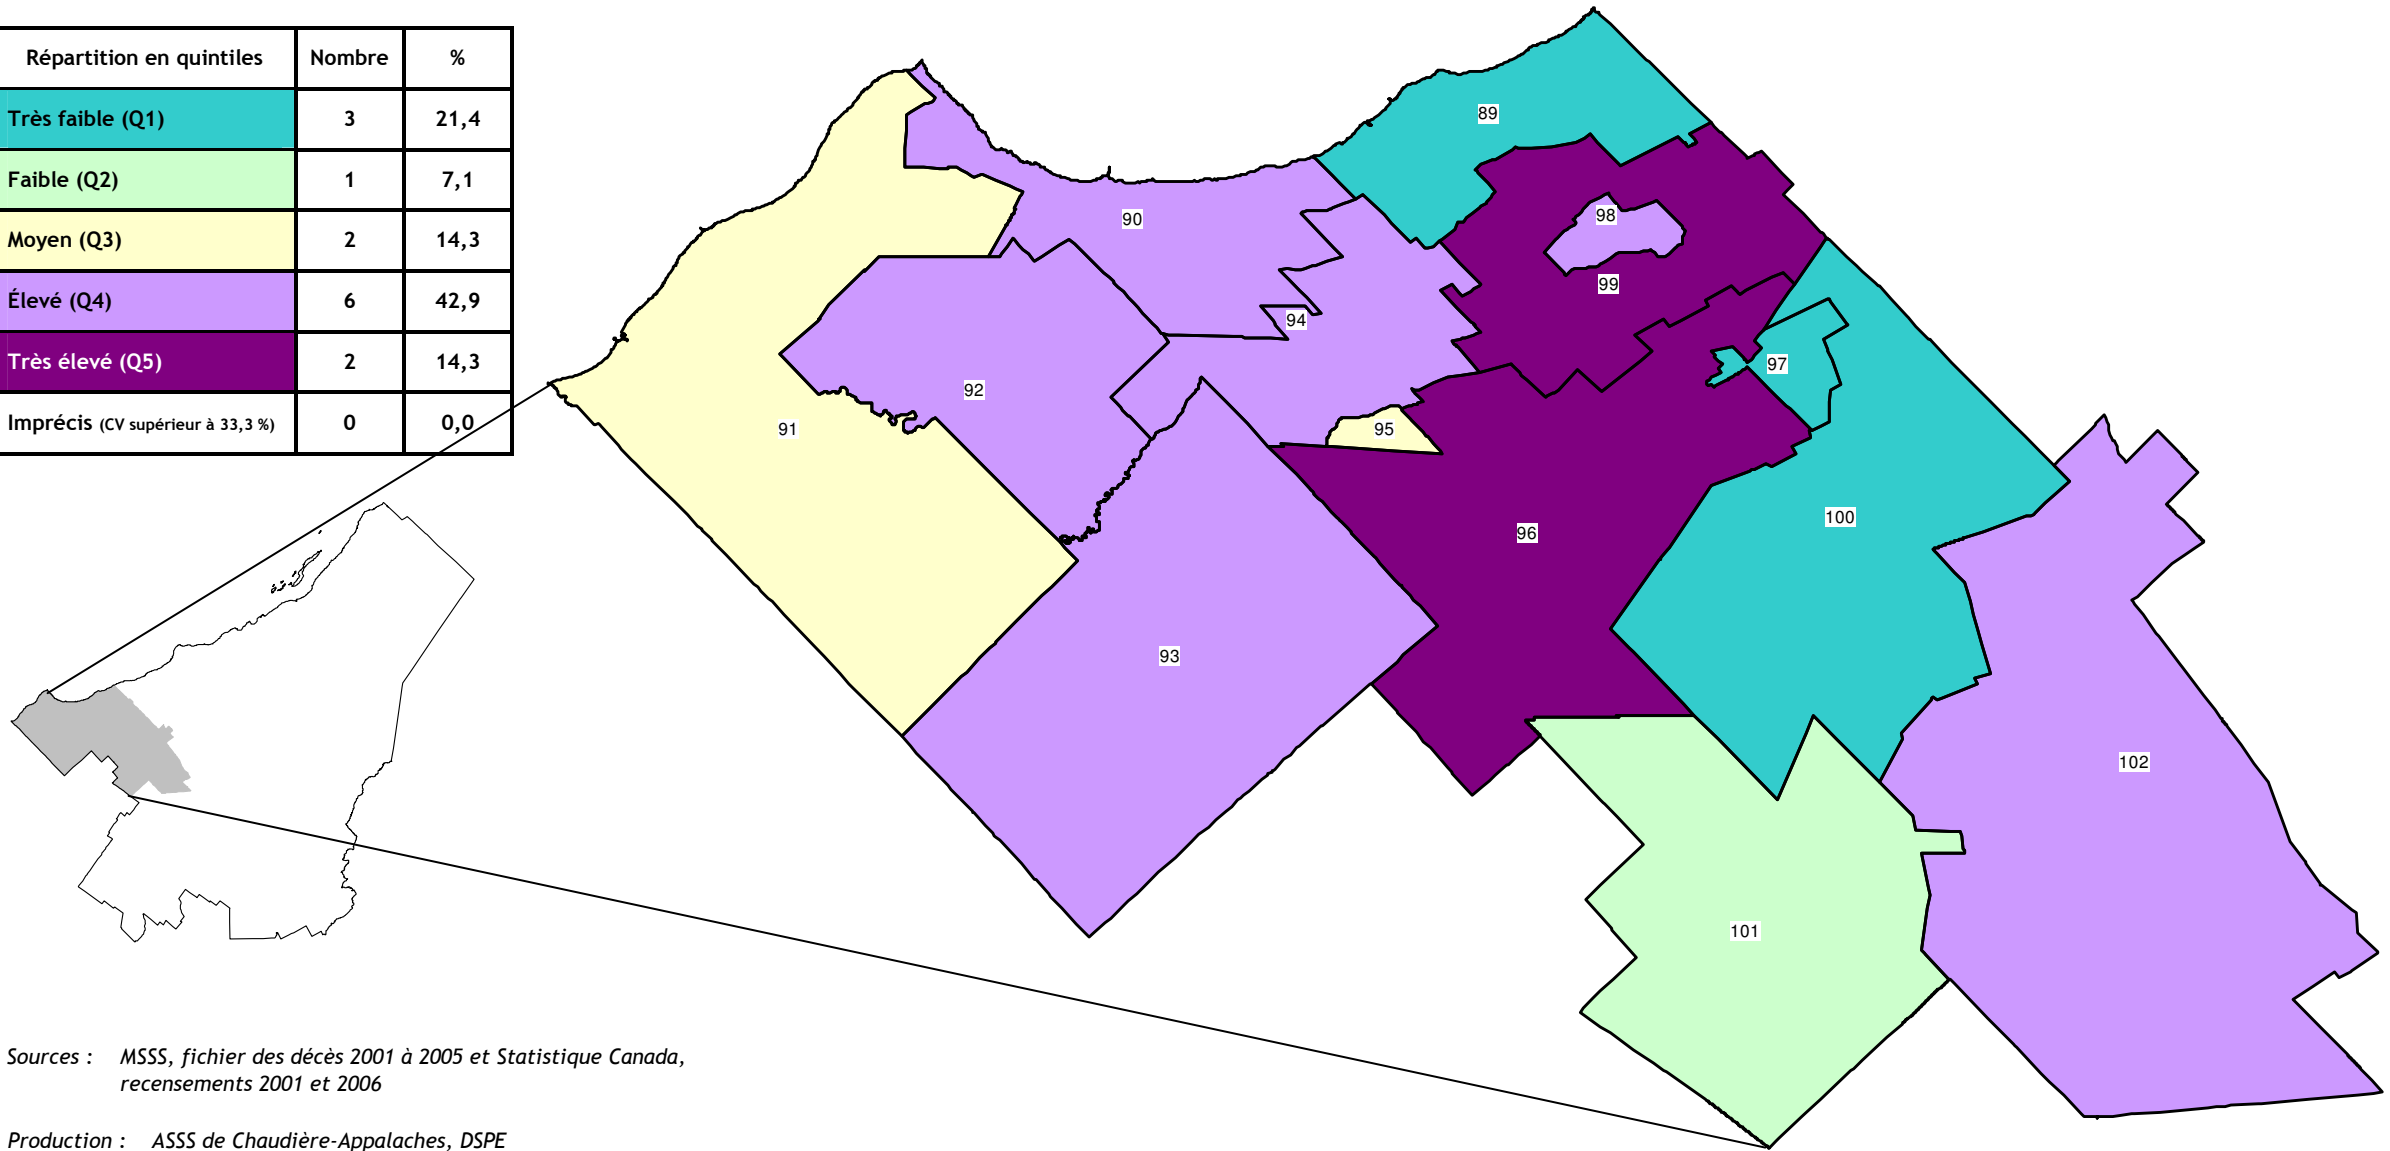 Répartition en quintiles Nombre %
Très faible (Q1) 3 21,4
Faible (Q2) 1 7,1
Moyen (Q3) 2 14,3
Élevé (Q4) 6 42,9
Très élevé (Q5) 2 14,3
Imprécis (CV supérieur à 33,3 %) 0 0,0
89
98
90
99
94
97
92
95
91
100
96
93
102
101
Sources : MSSS, fichier des décès 2001 à 2005 et Statistique Canada,
recensements 2001 et 2006
Production : ASSS de Chaudière-Appalaches, DSPE